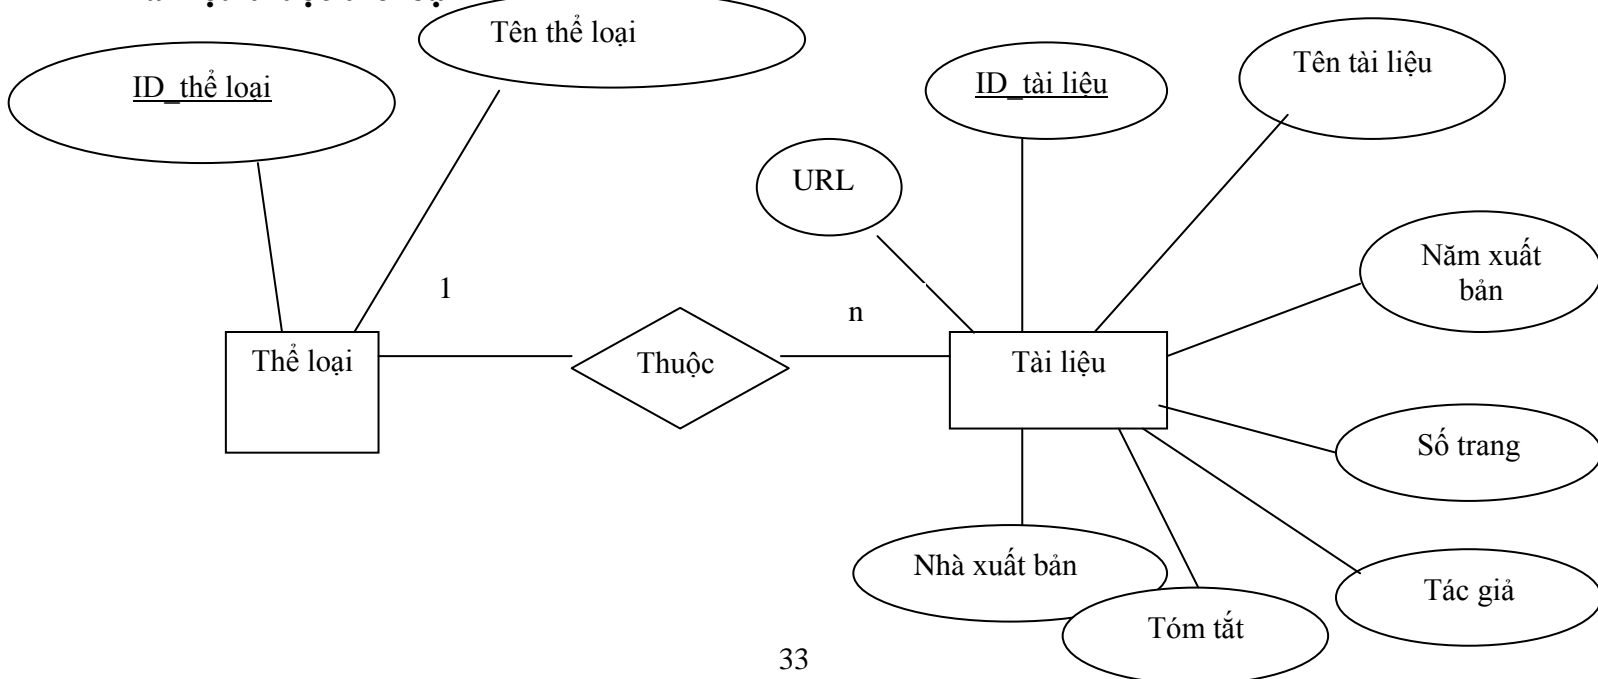 Tên thể loại
ID_thể loại
ID_tài liệu
Tên tài liệu
URL
Năm xuất
bản
1
n
Thể loại
Thuộc
Tài liệu
Số trang
Nhà xuất bản
Tác giả
Tóm tắt
33